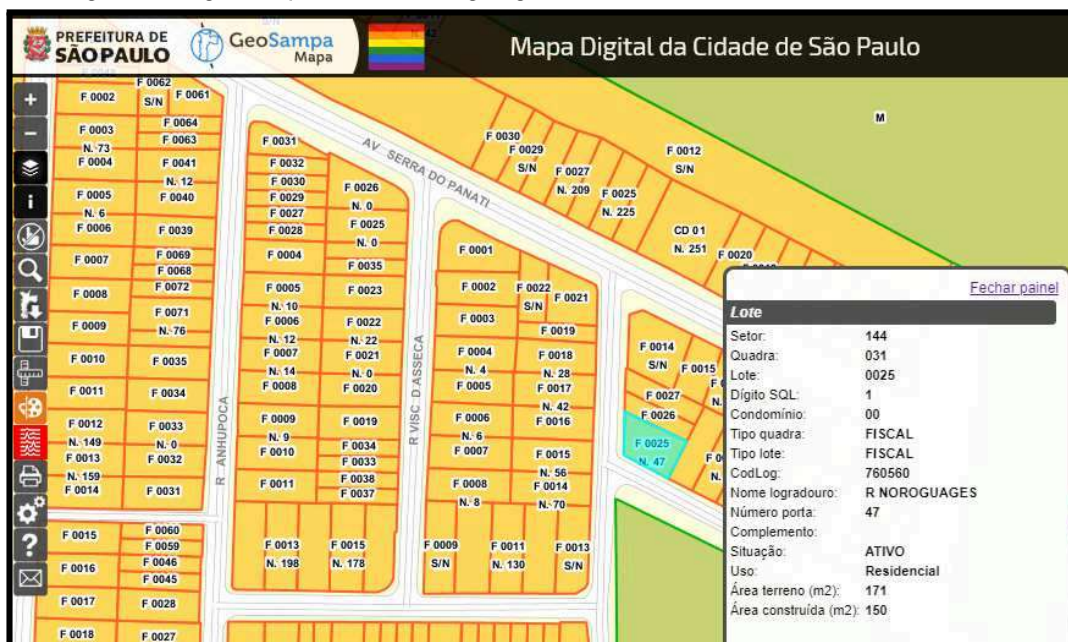 PREFEITURA DE
SÃO PAULO
GeoSampa
Mapa
Mapa Digital da Cidade de São Paulo
F 0062
F 0002
S/N
F 0061
F 0003
F 0064
F 0063
N. 73
F 0004
F 0041
N. 12
F 0005
F 0040
N. 6
F 0006
F 0039
F 0007
F 0069
F 0068
F 0008
F 0072
F 0071
F 0009
N. 76
F 0010
F 0035
F 0011
F 0034
F 0012
F 0033
N. 149
N. 0
F 0013
F 0032
N. 159
F 0014
F 0031
F 0015
F 0060
F 0059
F 0016
F 0046
F 0045
F 0017
F 0028
F 0018
F 0027
R ANHUPOCA
F 0031
F 0032
F 0030
F 0029
F 0027
F 0028
F 0026
N. 0
F 0025
N. 0
F 0004
F 0035
F 0005
F 0023
N. 10
F 0006
F 0022
N. 12
N. 22
F 0007
F 0021
N. 14
N. 0
F 0008
F 0020
F 0009
F 0019
N. 9
F 0010
F 0034
F 0033
F 0011
F 0038
F 0037
F 0013
F 0015
N. 198
N. 178
R VISC D ASSECA
AV SERRA DO PANATI
F 0001
F 0002
F 0022
S/N
F 0021
F 0003
F 0019
F 0004
F 0018
N. 4
N. 28
F 0005
F 0017
N. 42
F 0006
F 0016
N. 6
F 0007
F 0015
N. 56
F 0008
F 0014
N. 8
N. 70
F 0009
F 0011
F 0013
S/N
N. 130
S/N
F 0030
F 0029
S/N
F 0027
N. 209
F 0025
N. 225
F 0012
S/N
CD 01
N. 251
F 0020
M
F 0014
S/N
F 0015
F 0027
F 0026
F 0025
N. 47
Fechar painel
Lote
Setor: 144
Quadra: 031
Lote: 0025
Dígito SQL: 1
Condomínio: 00
Tipo quadra: FISCAL
Tipo lote: FISCAL
CodLog: 760560
Nome logradouro: R NOROGUAGES
Número porta: 47
Complemento:
Situação: ATIVO
Uso: Residencial
Área terreno (m2): 171
Área construída (m2): 150